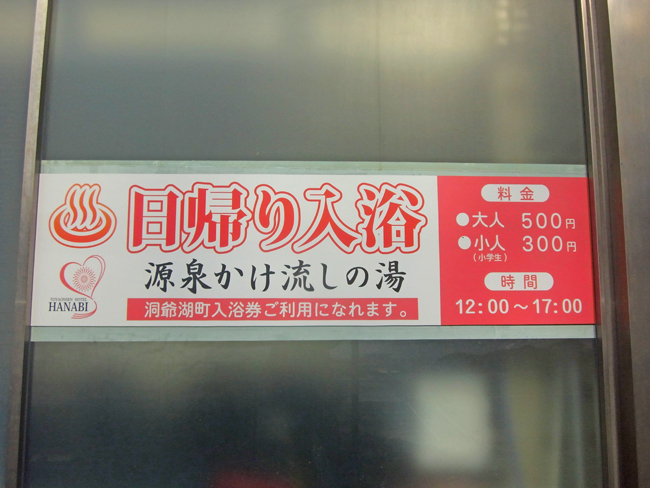 日帰り入浴
源泉かけ流しの湯
洞爺湖町入浴券ご利用になれます。
HANABI
料金
●大人 500円
●小人 300円
(小学生)
時間
12:00～17:00